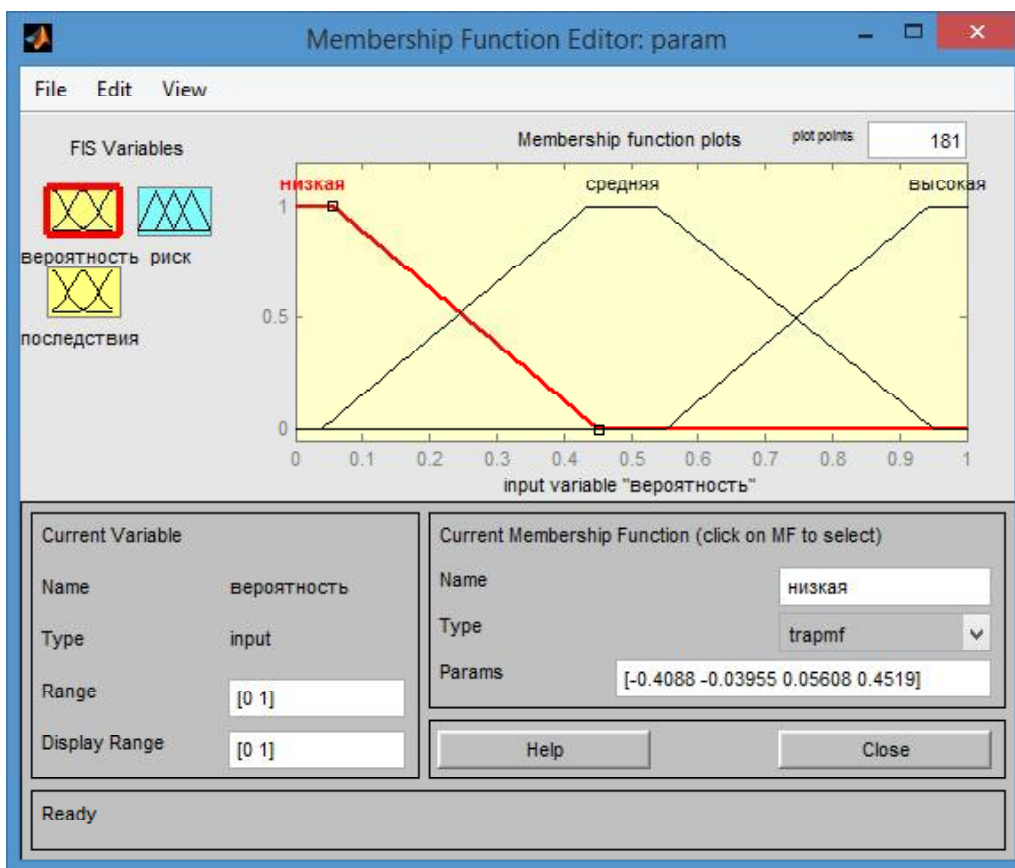 Membership Function Editor: param
File Edit View
FIS Variables
Membership function plots
plot points:
181
вероятность риск
последствия
низкая средняя высокая
1
0.5
0
0 0.1 0.2 0.3 0.4 0.5 0.6 0.7 0.8 0.9 1
input variable "вероятность"
Current Variable
Name вероятность
Type input
Range [0 1]
Display Range [0 1]
Current Membership Function (click on MF to select)
Name низкая
Type trapmf
Params [-0.4088 -0.03955 0.05608 0.4519]
Help Close
Ready